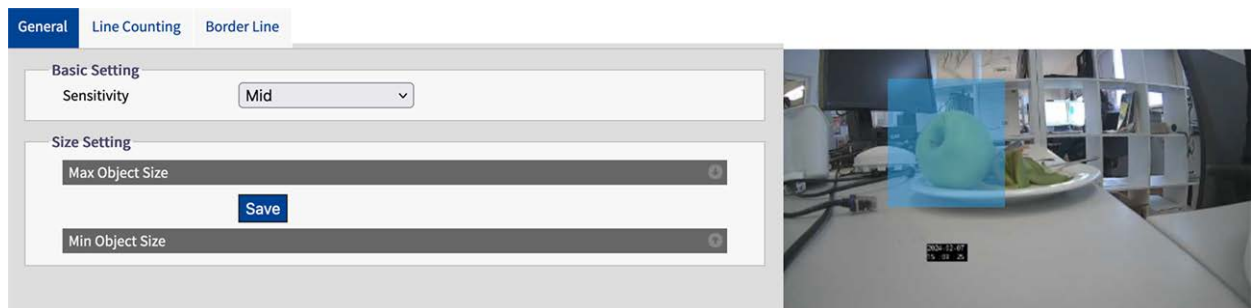 General Line Counting Border Line
Basic Setting
Sensitivity Mid
Size Setting
Max Object Size
Save
Min Object Size
2024-12-07